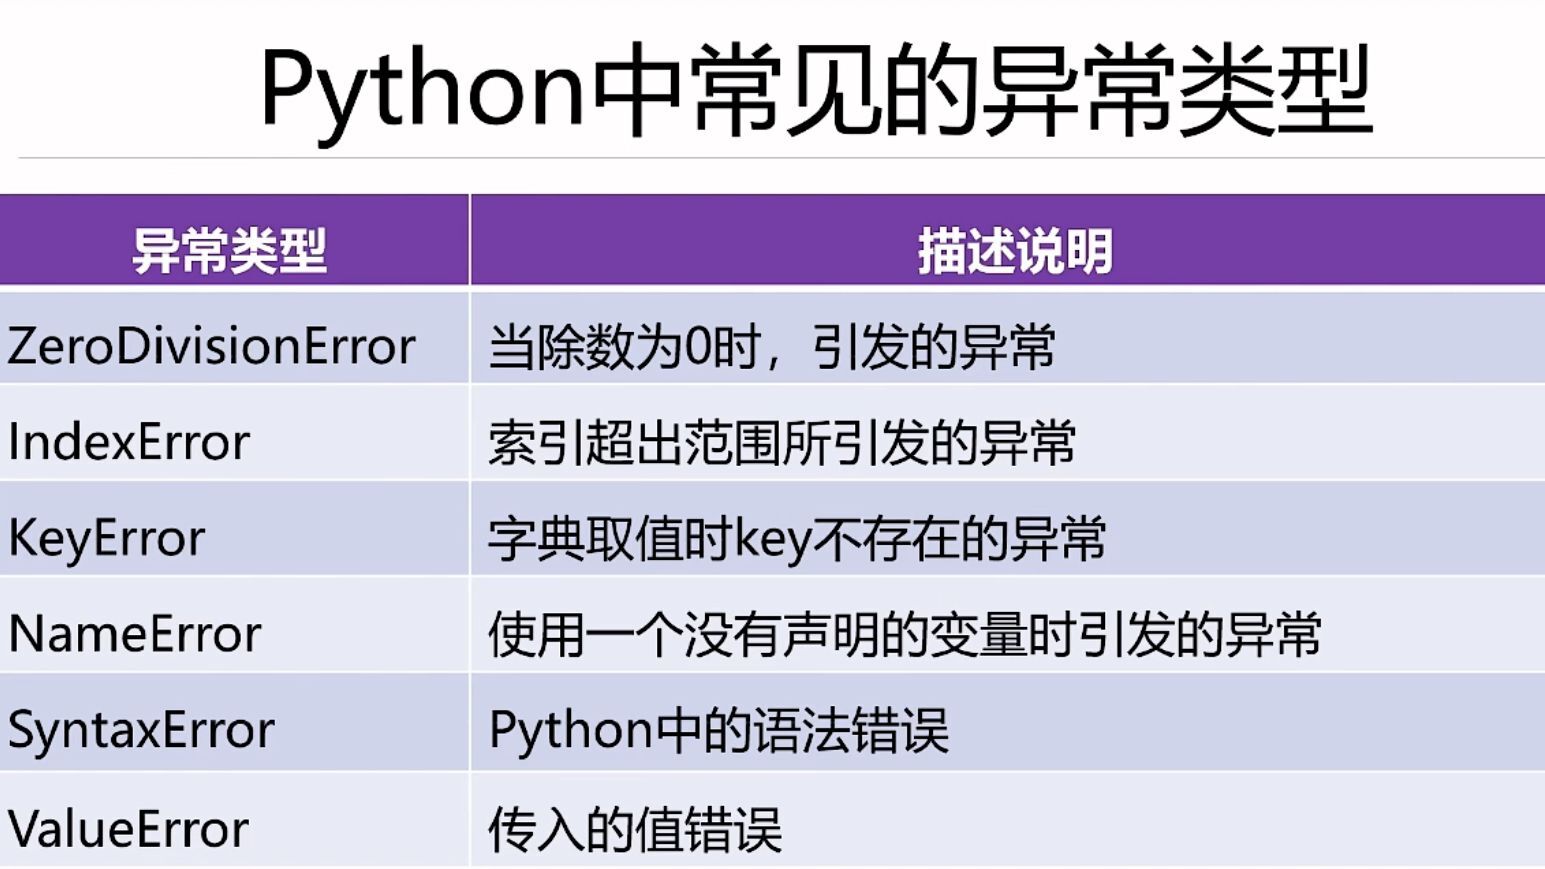 Python中常见的异常类型
异常类型 描述说明
ZeroDivisionError 当除数为0时，引发的异常
IndexError 索引超出范围所引发的异常
KeyError 字典取值时key不存在的异常
NameError 使用一个没有声明的变量时引发的异常
SyntaxError Python中的语法错误
ValueError 传入的值错误